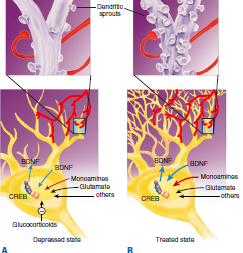 Dendritic
sprouts
BDNF
BDNF
Monoamines
Glutamate
others
CREB
Glucocorticoids
Depressed state
A
BDNF
BDNF
Monoamines
Glutamate
others
CREB
Treated state
B